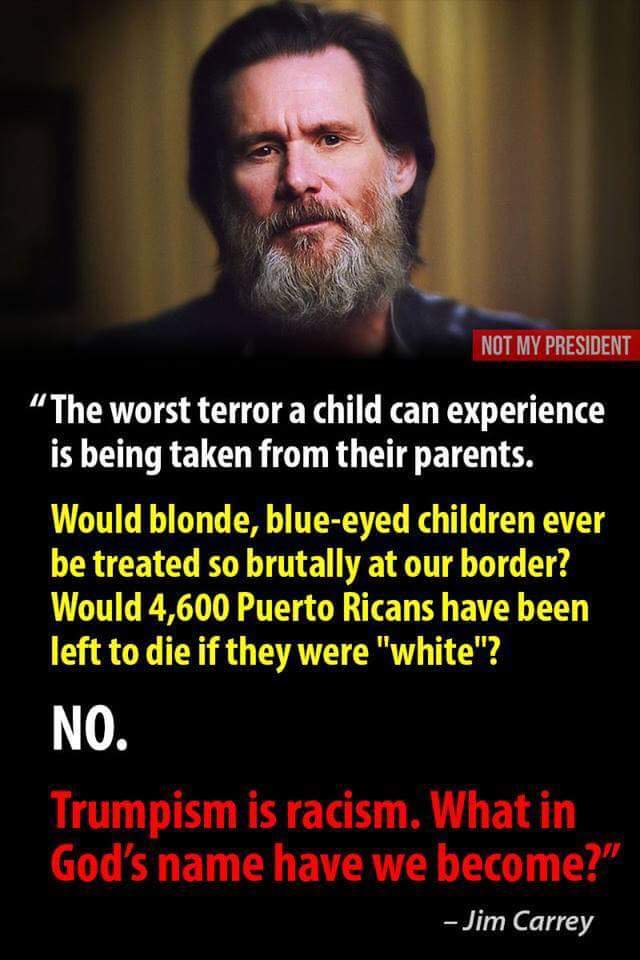 NOT MY PRESIDENT
“The worst terror a child can experience
is being taken from their parents.
Would blonde, blue-eyed children ever
be treated so brutally at our border?
Would 4,600 Puerto Ricans have been
left to die if they were "white"?
NO.
Trumpism is racism. What in
God’s name have we become?”
– Jim Carrey